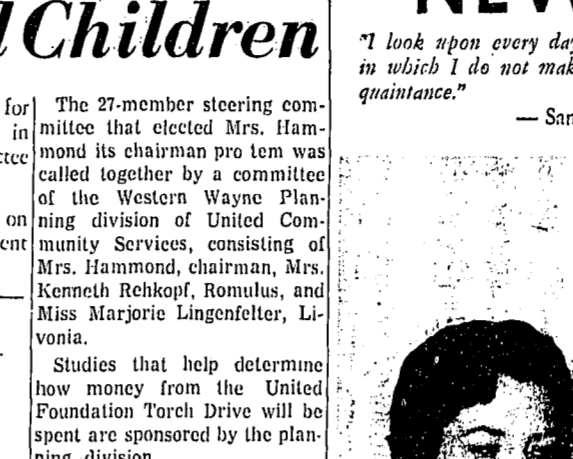 Children
for
in
on
The 27-member steering com-
mittee that elected Mrs. Ham-
mond its chairman pro tem was
called together by a committee
of the Western Wayne Plan-
ning division of United Com-
munity Services, consisting of
Mrs. Hammond, chairman, Mrs.
Kenneth Rehkopf, Romulus, and
Miss Marjorie Lingenfelter, Li-
vonia.
Studies that help determine
how money from the United
Foundation Torch Drive will be
spent are sponsored by the plan-
ning division
"I look upon every
in which I do not
quaintance."
—